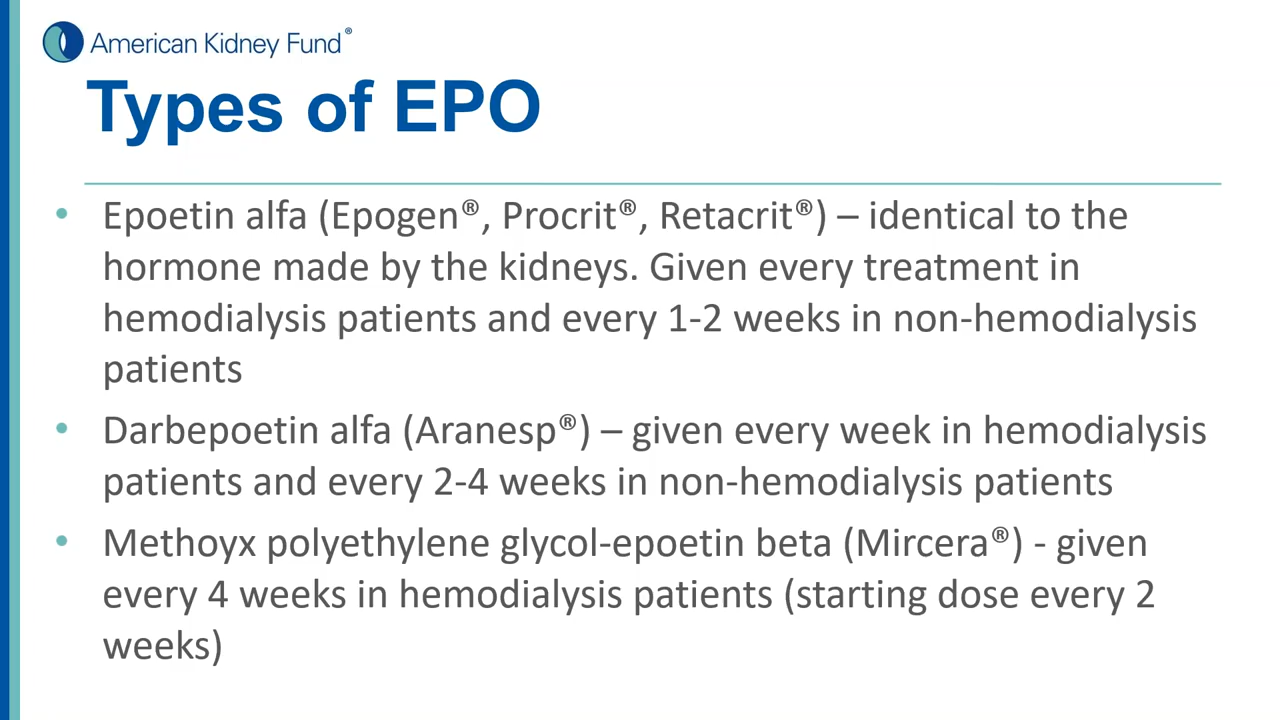 American Kidney Fund®
Types of EPO
• Epoetin alfa (Epogen®, Procrit®, Retacrit®) – identical to the
hormone made by the kidneys. Given every treatment in
hemodialysis patients and every 1-2 weeks in non-hemodialysis
patients
• Darbepoetin alfa (Aranesp®) – given every week in hemodialysis
patients and every 2-4 weeks in non-hemodialysis patients
• Methoyx polyethylene glycol-epoetin beta (Mircera®) - given
every 4 weeks in hemodialysis patients (starting dose every 2
weeks)